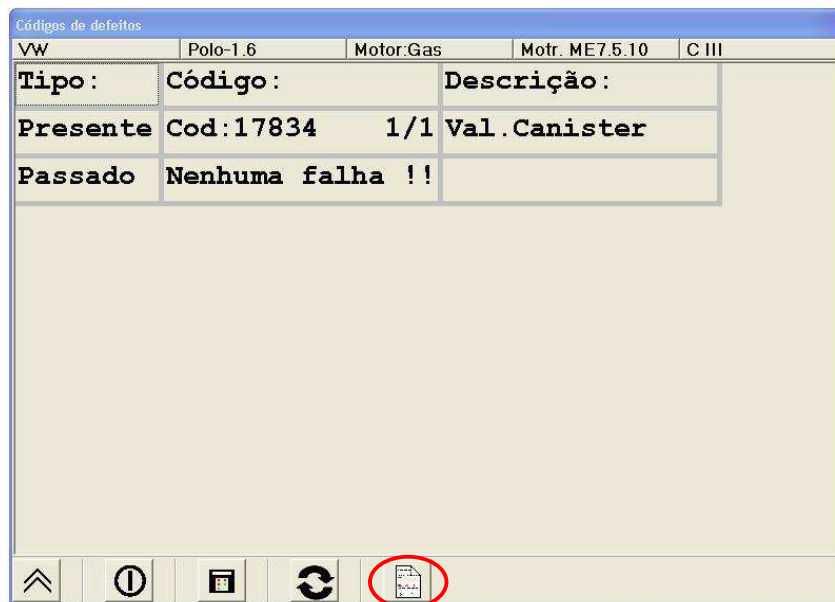 Códigos de defeitos
VW Polo-1.6 Motor:Gas Motr. ME7.5.10 C III
Tipo: Código: Descrição:
Presente Cod:17834 1/1 Val.Canister
Passado Nenhuma falha !!